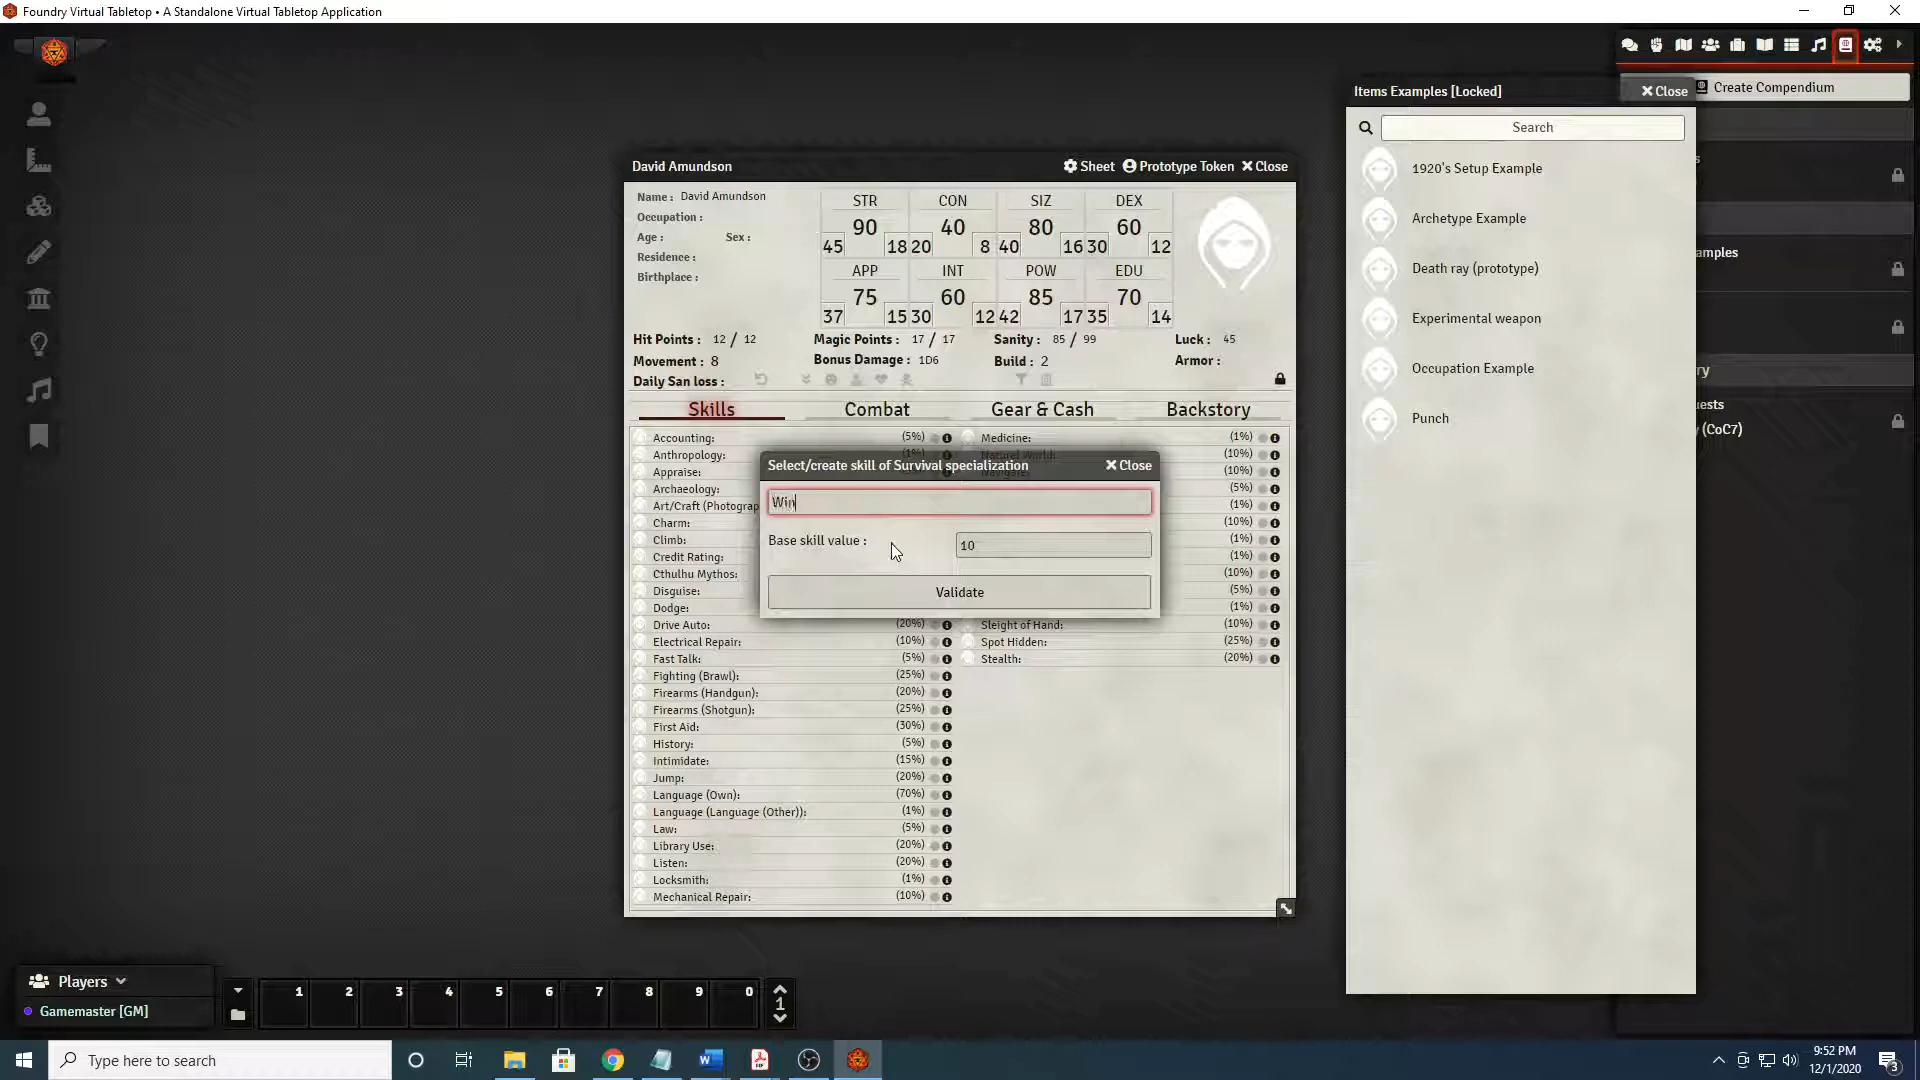 Foundry Virtual Tabletop • A Standalone Virtual Tabletop Application
Create Compendium
Items Examples [Locked]
Close
Search
1920's Setup Example
Archetype Example
Death ray (prototype)
Experimental weapon
Occupation Example
Punch
(CoC7)
David Amundson
Sheet
Prototype Token
Close
Name : David Amundson
Occupation :
Age :
Sex :
Residence :
Birthplace :
STR CON SIZ DEX
90 40 80 60
45 18 20 8 40 16 30 12
APP INT POW EDU
75 60 85 70
37 15 30 12 42 17 35 14
Hit Points : 12 / 12
Magic Points : 17 / 17
Sanity : 85 / 99
Luck : 45
Movement : 8
Bonus Damage : 1D6
Build : 2
Armor :
Daily San loss :
Skills Combat Gear & Cash Backstory
Accounting: (5%)
Anthropology:
Appraise:
Archaeology:
Art/Craft (Photograp
Charm:
Climb:
Credit Rating:
Cthulhu Mythos:
Disguise:
Dodge:
Drive Auto: (20%)
Electrical Repair: (10%)
Fast Talk: (5%)
Fighting (Brawl): (25%)
Firearms (Handgun): (20%)
Firearms (Shotgun): (25%)
First Aid: (30%)
History: (5%)
Intimidate: (15%)
Jump: (20%)
Language (Own): (70%)
Language (Language (Other)): (1%)
Law: (5%)
Library Use: (20%)
Listen: (20%)
Locksmith: (1%)
Mechanical Repair: (10%)
Medicine: (1%)
(10%)
(10%)
(5%)
(1%)
(10%)
(1%)
(1%)
(10%)
(5%)
(1%)
Sleight of Hand: (10%)
Spot Hidden: (25%)
Stealth: (20%)
Select/create skill of Survival specialization
Close
Win
Base skill value : 10
Validate
Players
Gamemaster [GM]
1 2 3 4 5 6 7 8 9 0
1
Type here to search
9:52 PM
12/1/2020
3